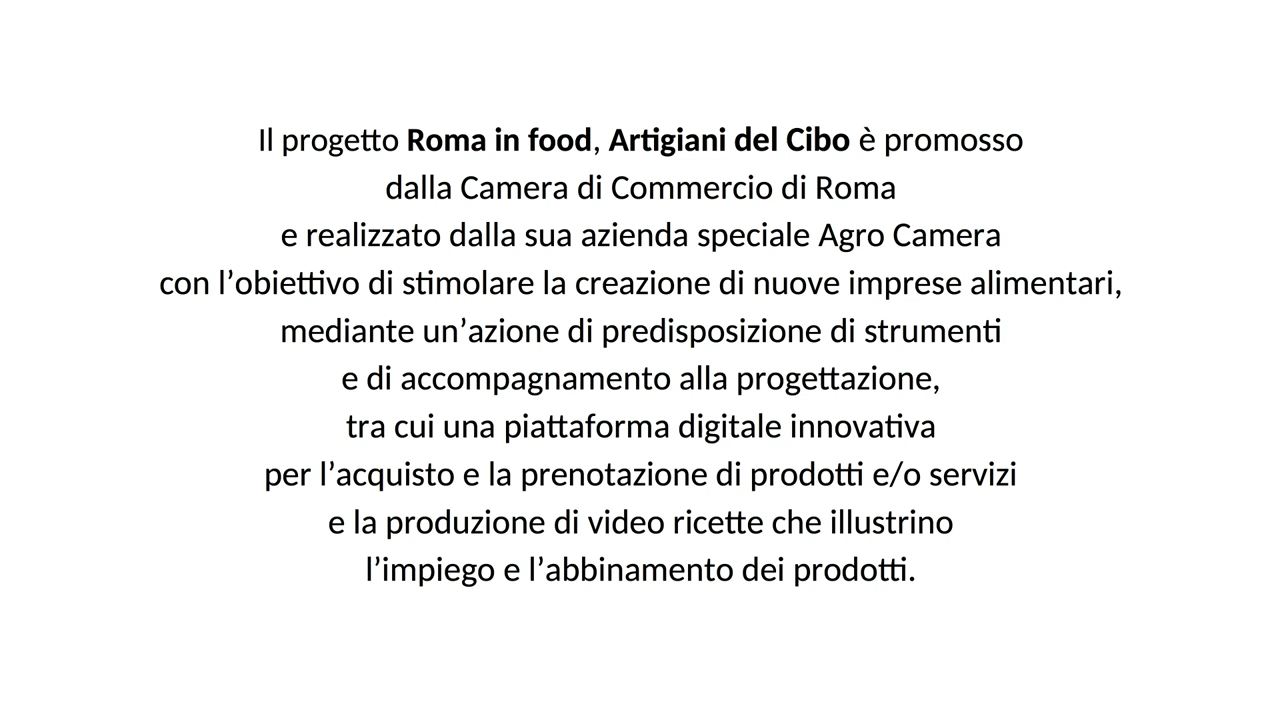 Il progetto Roma in food, Artigiani del Cibo è promosso
dalla Camera di Commercio di Roma
e realizzato dalla sua azienda speciale Agro Camera
con l’obiettivo di stimolare la creazione di nuove imprese alimentari,
mediante un’azione di predisposizione di strumenti
e di accompagnamento alla progettazione,
tra cui una piattaforma digitale innovativa
per l’acquisto e la prenotazione di prodotti e/o servizi
e la produzione di video ricette che illustrino
l’impiego e l’abbinamento dei prodotti.